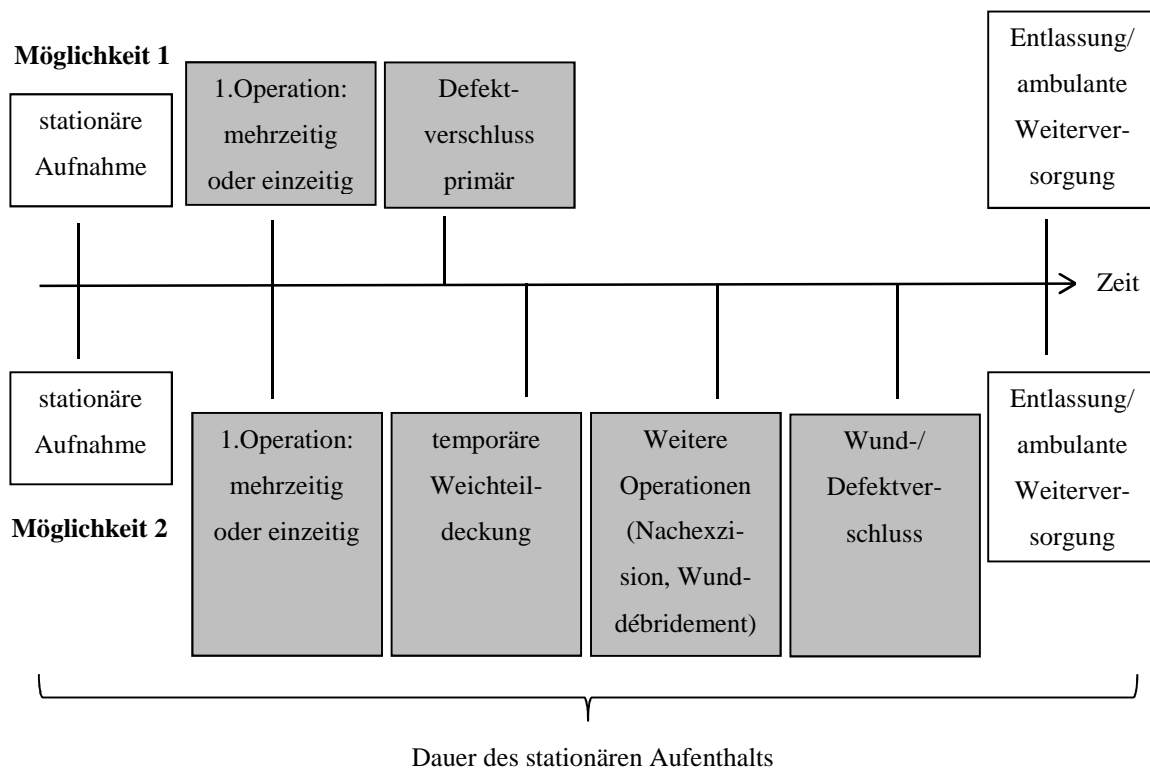 Möglichkeit 1
stationäre
Aufnahme
1.Operation:
mehrzeitig
oder einzeitig
Defekt-
verschluss
primär
Entlassung/
ambulante
Weiterver-
sorgung
Zeit
stationäre
Aufnahme
Möglichkeit 2
1.Operation:
mehrzeitig
oder einzeitig
temporäre
Weichteil-
deckung
Weitere
Operationen
(Nachexzi-
sion, Wund-
débridement)
Wund-/
Defektver-
schluss
Entlassung/
ambulante
Weiterver-
sorgung
Dauer des stationären Aufenthalts